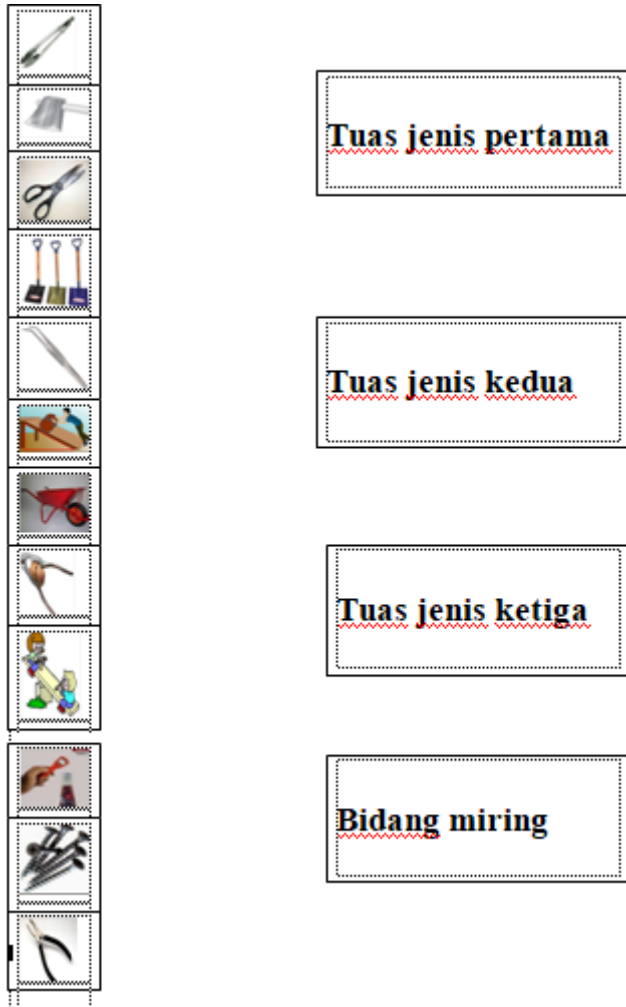 Tuas jenis pertama
Tuas jenis kedua
Tuas jenis ketiga
Bidang miring